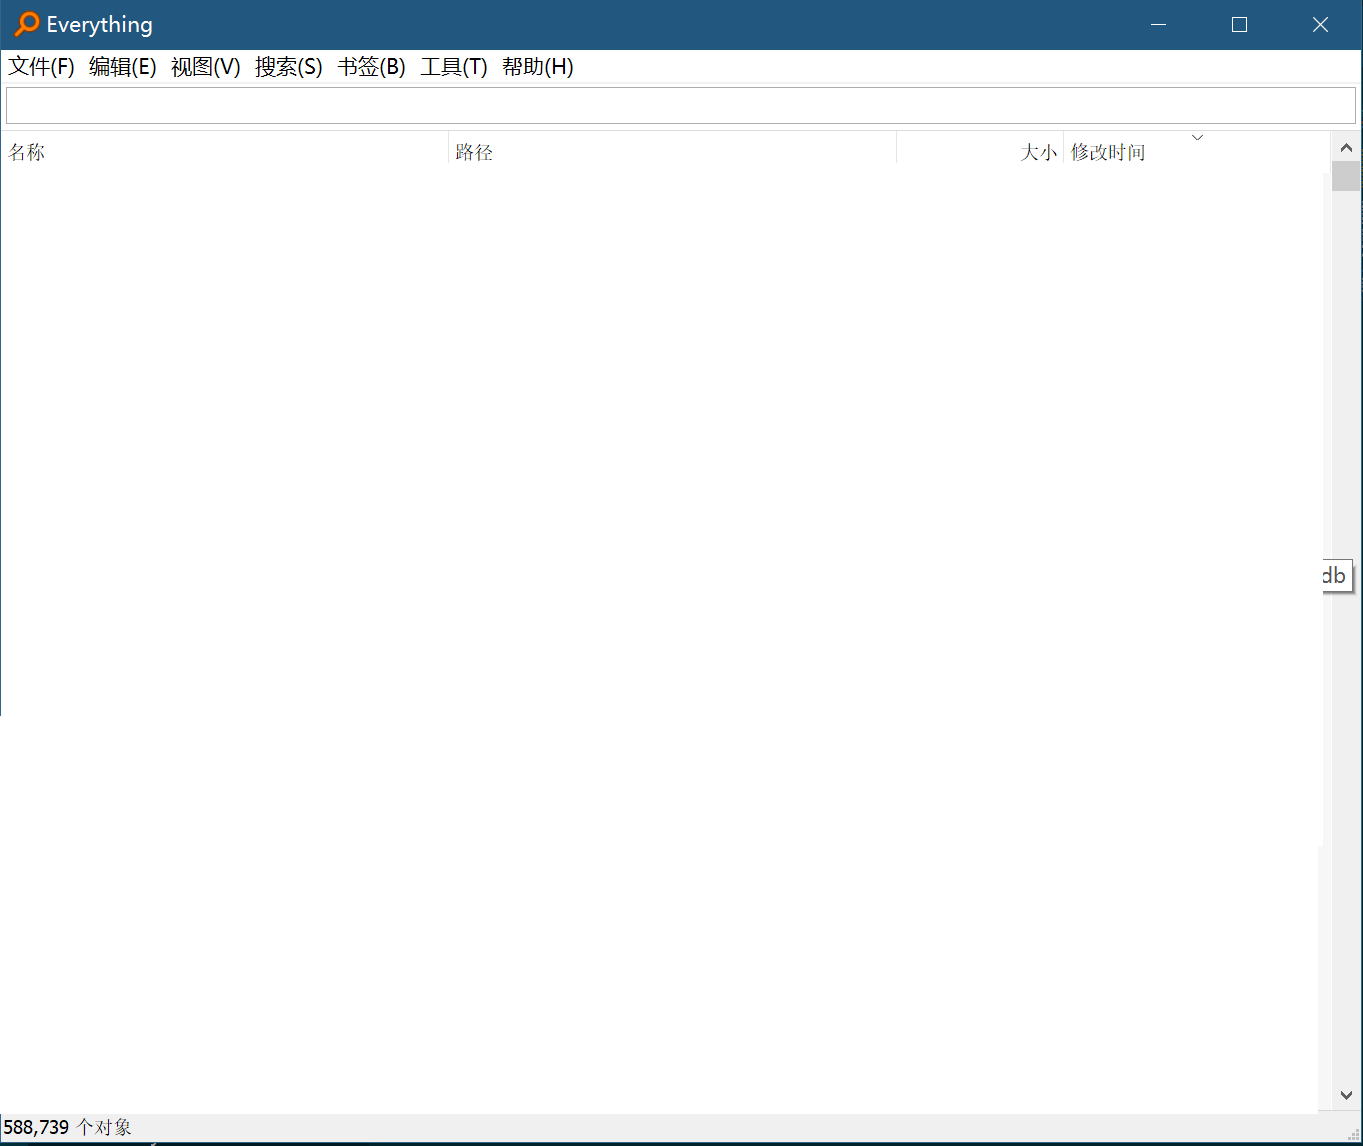 Everything
文件(F) 编辑(E) 视图(V) 搜索(S) 书签(B) 工具(T) 帮助(H)
名称 路径 大小 修改时间
db
588,739 个对象